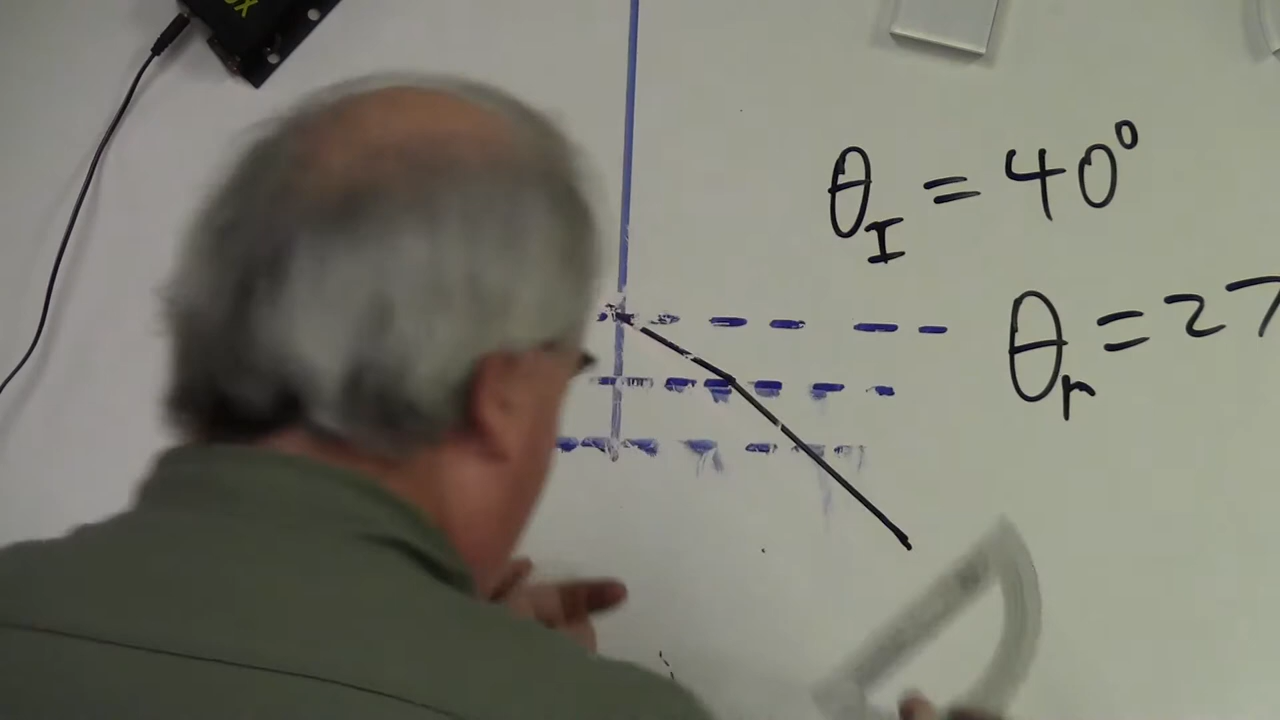 θI = 40°
θr = 27